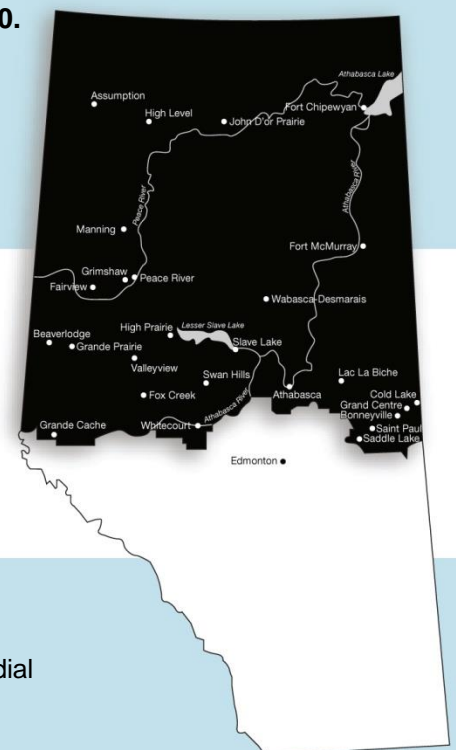 0.
Athabasca Lake
Assumption
Fort Chipewyan
High Level
John D'or Prairie
Peace River
Athabasca River
Manning
Fort McMurray
Grimshaw
Peace River
Fairview
Wabasca-Desmarais
Beaverlodge
High Prairie
Lesser Slave Lake
Grande Prairie
Slave Lake
Valleyview
Swan Hills
Lac La Biche
Fox Creek
Athabasca
Cold Lake
Grand Centre
Athabasca River
Bonneyville
Grande Cache
Whitecourt
Saint Paul
Saddle Lake
Edmonton
dial